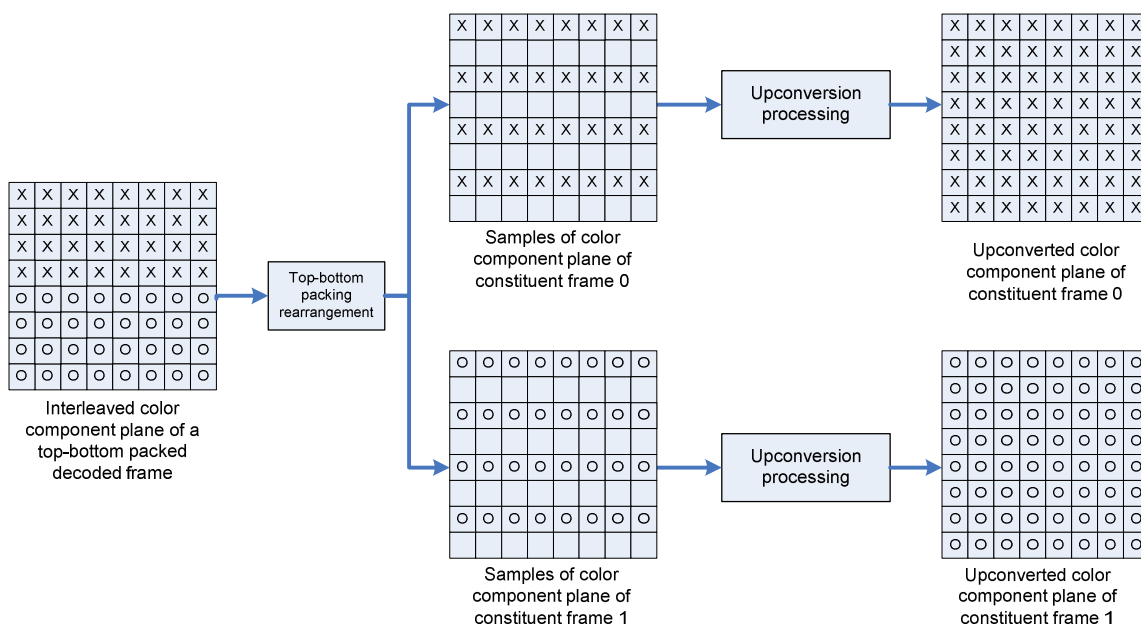 X X X X X X X X
X X X X X X X X
X X X X X X X X
X X X X X X X X
O O O O O O O O
O O O O O O O O
O O O O O O O O
O O O O O O O O
Interleaved color
component plane of a
top-bottom packed
decoded frame
Top-bottom
packing
rearrangement
X X X X X X X X
X X X X X X X X
X X X X X X X X
X X X X X X X X
Samples of color
component plane of
constituent frame 0
Upconversion
processing
X X X X X X X X
X X X X X X X X
X X X X X X X X
X X X X X X X X
X X X X X X X X
X X X X X X X X
X X X X X X X X
X X X X X X X X
Upconverted color
component plane of
constituent frame 0
O O O O O O O O
O O O O O O O O
O O O O O O O O
O O O O O O O O
Samples of color
component plane of
constituent frame 1
Upconversion
processing
O O O O O O O O
O O O O O O O O
O O O O O O O O
O O O O O O O O
O O O O O O O O
O O O O O O O O
O O O O O O O O
O O O O O O O O
Upconverted color
component plane of
constituent frame 1